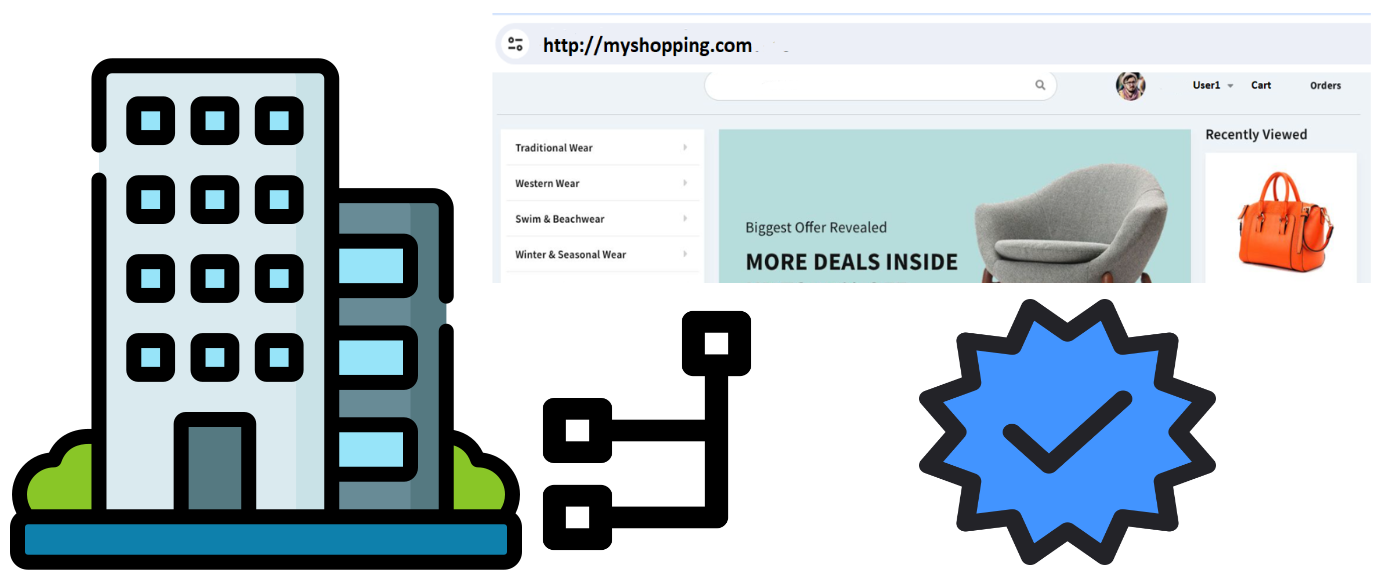 http://myshopping.com
User1 Cart Orders
Traditional Wear
Western Wear
Swim & Beachwear
Winter & Seasonal Wear
Biggest Offer Revealed
MORE DEALS INSIDE
Recently Viewed